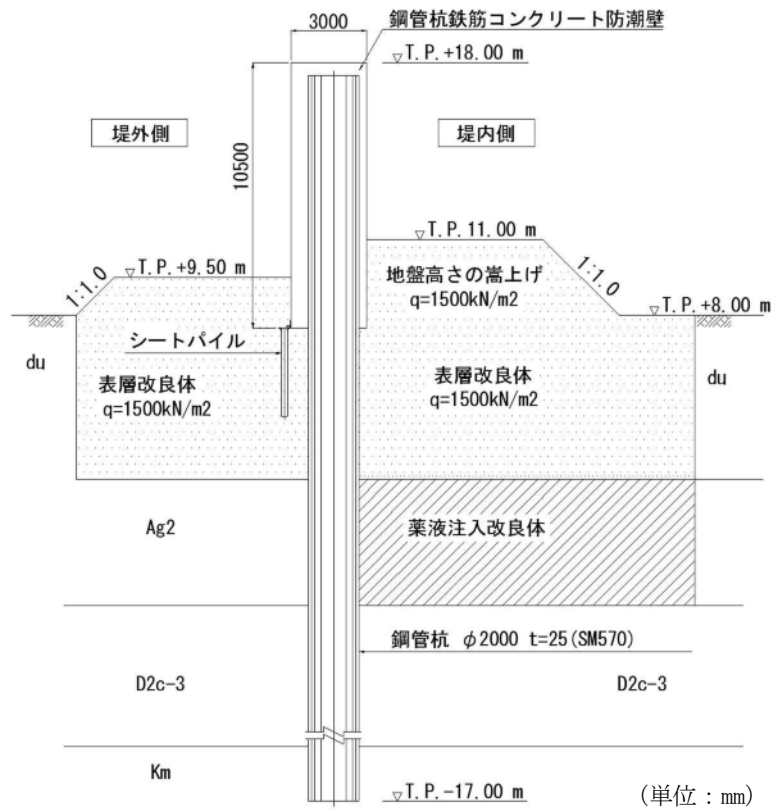 3000
鋼管杭鉄筋コンクリート防潮壁
▽T.P.+18.00 m
堤外側
堤内側
10500
▽T.P.11.00 m
▽T.P.+9.50 m
1:1.0
地盤高さの嵩上げ
q=1500kN/m2
1:1.0
▽T.P.+8.00 m
シートパイル
du
表層改良体
q=1500kN/m2
表層改良体
q=1500kN/m2
du
Ag2
薬液注入改良体
鋼管杭 φ2000 t=25(SM570)
D2c-3
D2c-3
Km
▽T.P.-17.00 m
(単位:mm)